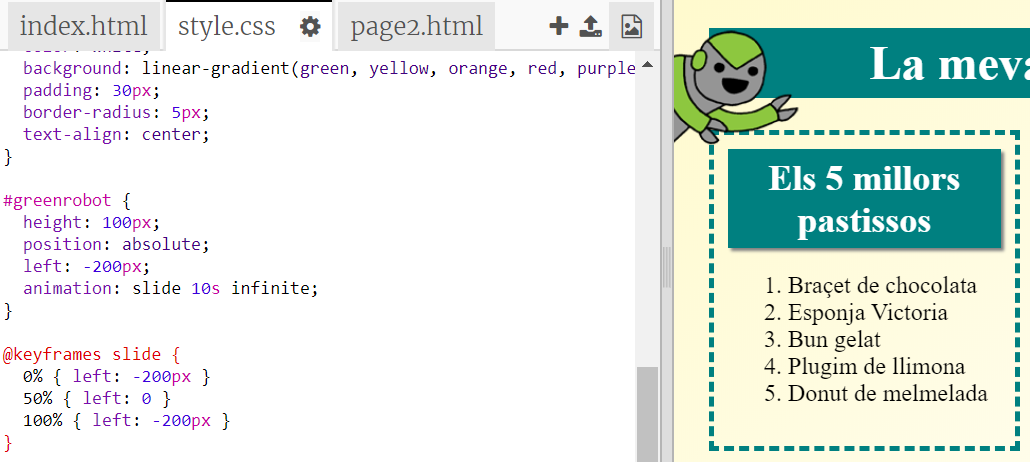 index.html style.css page2.html
background: linear-gradient(green, yellow, orange, red, purple
padding: 30px;
border-radius: 5px;
text-align: center;
}
#greenrobot {
height: 100px;
position: absolute;
left: -200px;
animation: slide 10s infinite;
}
@keyframes slide {
0% { left: -200px }
50% { left: 0 }
100% { left: -200px }
}
La meva
Els 5 millors
pastissos
1. Braçet de chocolata
2. Esponja Victoria
3. Bun gelat
4. Plugim de llimona
5. Donut de melmelada